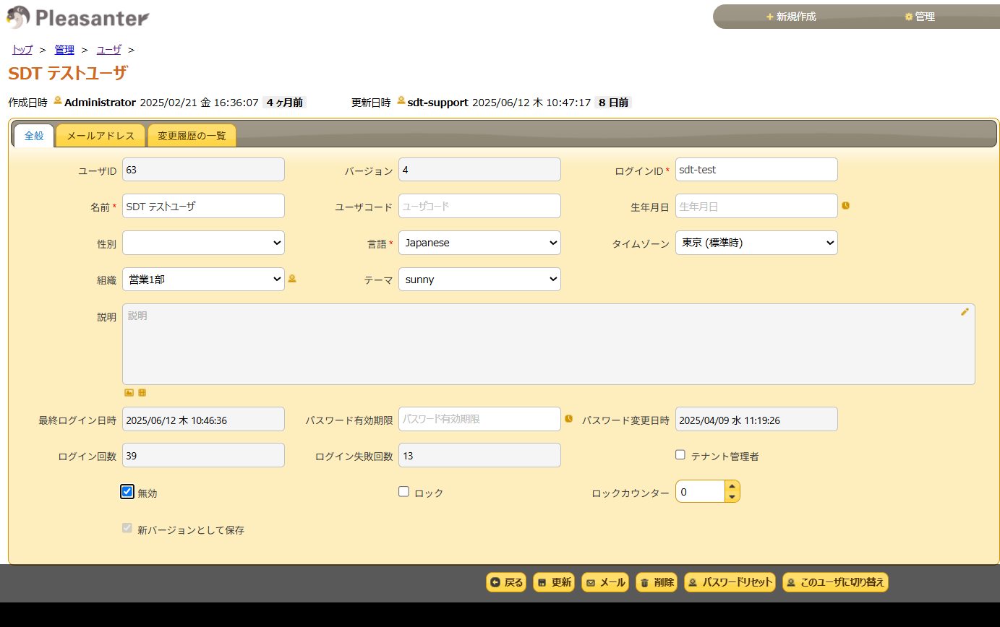 Pleasanter
新規作成 管理
トップ > 管理 > ユーザ >
SDT テストユーザ
作成日時 Administrator 2025/02/21 金 16:36:07 4 ヶ月前 更新日時 sdt-support 2025/06/12 木 10:47:17 8 日前
全般 メールアドレス 変更履歴の一覧
ユーザID 63 バージョン 4 ログインID* sdt-test
名前* SDT テストユーザ ユーザコード ユーザコード 生年月日 生年月日
性別 言語* Japanese タイムゾーン 東京 (標準時)
組織 営業1部 テーマ sunny
説明 説明
最終ログイン日時 2025/06/12 木 10:46:36 パスワード有効期限 パスワード有効期限 パスワード変更日時 2025/04/09 水 11:19:26
ログイン回数 39 ログイン失敗回数 13 テナント管理者
無効 ロック ロックカウンター 0
新バージョンとして保存
戻る 更新 メール 削除 パスワードリセット このユーザに切り替え